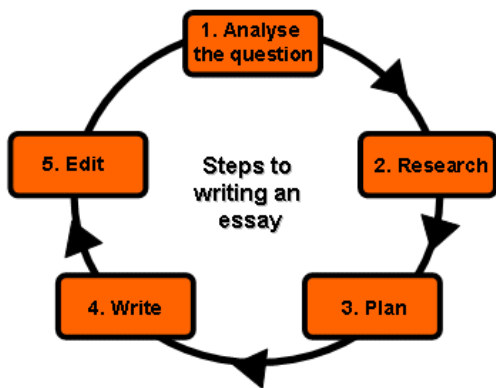 1. Analyse
the question
2. Research
3. Plan
4. Write
5. Edit
Steps to
writing an
essay